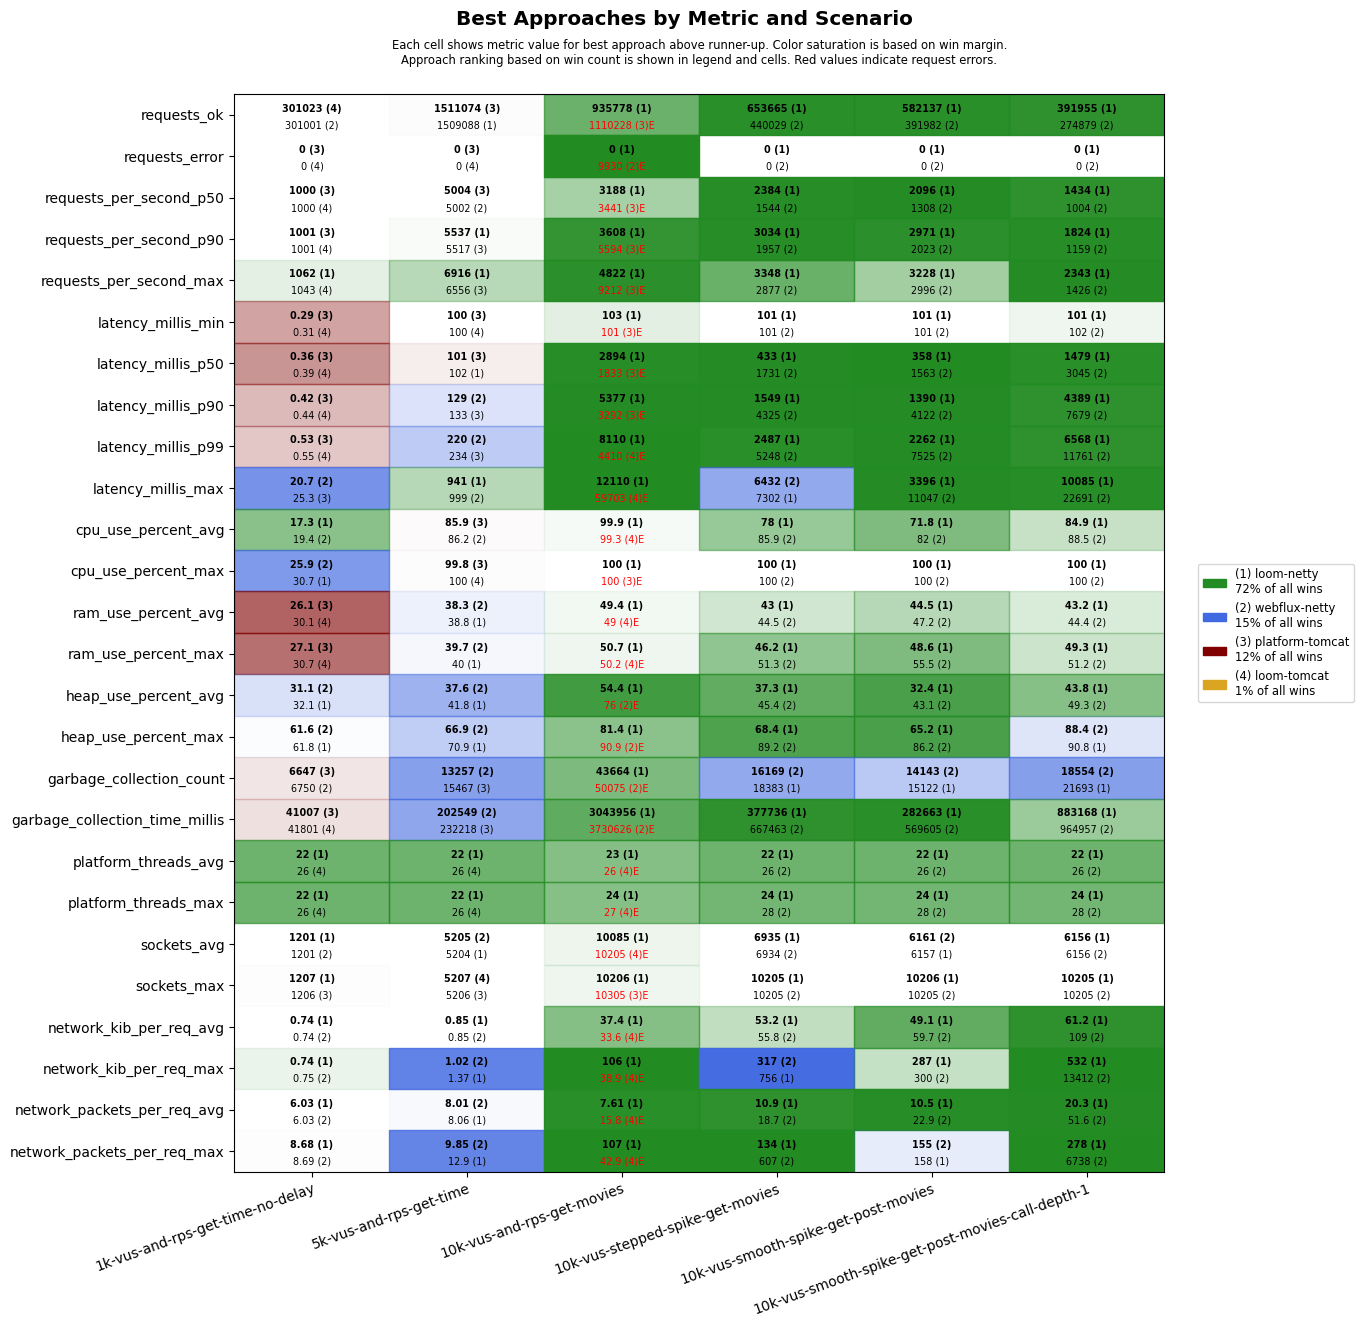 Best Approaches by Metric and Scenario
Each cell shows metric value for best approach above runner-up. Color saturation is based on win margin.
Approach ranking based on win count is shown in legend and cells. Red values indicate request errors.
requests_ok
301023 (4) 1511074 (3) 935778 (1) 653665 (1) 582137 (1) 391955 (1)
301001 (2) 1509088 (1) 1110228 (3)E 440029 (2) 391982 (2) 274879 (2)
requests_error
0 (3) 0 (3) 0 (1) 0 (1) 0 (1) 0 (1)
0 (4) 0 (4) 9930 (2)E 0 (2) 0 (2) 0 (2)
requests_per_second_p50
1000 (3) 5004 (3) 3188 (1) 2384 (1) 2096 (1) 1434 (1)
1000 (4) 5002 (2) 3441 (3)E 1544 (2) 1308 (2) 1004 (2)
requests_per_second_p90
1001 (3) 5537 (1) 3608 (1) 3034 (1) 2971 (1) 1824 (1)
1001 (4) 5517 (3) 5594 (3)E 1957 (2) 2023 (2) 1159 (2)
requests_per_second_max
1062 (1) 6916 (1) 4822 (1) 3348 (1) 3228 (1) 2343 (1)
1043 (4) 6556 (3) 9212 (3)E 2877 (2) 2996 (2) 1426 (2)
latency_millis_min
0.29 (3) 100 (3) 103 (1) 101 (1) 101 (1) 101 (1)
0.31 (4) 100 (4) 101 (3)E 101 (2) 101 (2) 102 (2)
latency_millis_p50
0.36 (3) 101 (3) 2894 (1) 433 (1) 358 (1) 1479 (1)
0.39 (4) 102 (1) 1833 (3)E 1731 (2) 1563 (2) 3045 (2)
latency_millis_p90
0.42 (3) 129 (2) 5377 (1) 1549 (1) 1390 (1) 4389 (1)
0.44 (4) 133 (3) 3292 (3)E 4325 (2) 4122 (2) 7679 (2)
latency_millis_p99
0.53 (3) 220 (2) 8110 (1) 2487 (1) 2262 (1) 6568 (1)
0.55 (4) 234 (3) 4410 (4)E 5248 (2) 7525 (2) 11761 (2)
latency_millis_max
20.7 (2) 941 (1) 12110 (1) 6432 (2) 3396 (1) 10085 (1)
25.3 (3) 999 (2) 59703 (4)E 7302 (1) 11047 (2) 22691 (2)
cpu_use_percent_avg
17.3 (1) 85.9 (3) 99.9 (1) 78 (1) 71.8 (1) 84.9 (1)
19.4 (2) 86.2 (2) 99.3 (4)E 85.9 (2) 82 (2) 88.5 (2)
cpu_use_percent_max
25.9 (2) 99.8 (3) 100 (1) 100 (1) 100 (1) 100 (1)
30.7 (1) 100 (4) 100 (3)E 100 (2) 100 (2) 100 (2)
ram_use_percent_avg
26.1 (3) 38.3 (2) 49.4 (1) 43 (1) 44.5 (1) 43.2 (1)
30.1 (4) 38.8 (1) 49 (4)E 44.5 (2) 47.2 (2) 44.4 (2)
ram_use_percent_max
27.1 (3) 39.7 (2) 50.7 (1) 46.2 (1) 48.6 (1) 49.3 (1)
30.7 (4) 40 (1) 50.2 (4)E 51.3 (2) 55.5 (2) 51.2 (2)
heap_use_percent_avg
31.1 (2) 37.6 (2) 54.4 (1) 37.3 (1) 32.4 (1) 43.8 (1)
32.1 (1) 41.8 (1) 76 (2)E 45.4 (2) 43.1 (2) 49.3 (2)
heap_use_percent_max
61.6 (2) 66.9 (2) 81.4 (1) 68.4 (1) 65.2 (1) 88.4 (2)
61.8 (1) 70.9 (1) 90.9 (2)E 89.2 (2) 86.2 (2) 90.8 (1)
garbage_collection_count
6647 (3) 13257 (2) 43664 (1) 16169 (2) 14143 (2) 18554 (2)
6750 (2) 15467 (3) 50075 (2)E 18383 (1) 15122 (1) 21693 (1)
garbage_collection_time_millis
41007 (3) 202549 (2) 3043956 (1) 377736 (1) 282663 (1) 883168 (1)
41801 (4) 232218 (3) 3730626 (2)E 667463 (2) 569605 (2) 964957 (2)
platform_threads_avg
22 (1) 22 (1) 23 (1) 22 (1) 22 (1) 22 (1)
26 (4) 26 (4) 26 (4)E 26 (2) 26 (2) 26 (2)
platform_threads_max
22 (1) 22 (1) 24 (1) 24 (1) 24 (1) 24 (1)
26 (4) 26 (4) 27 (4)E 28 (2) 28 (2) 28 (2)
sockets_avg
1201 (1) 5205 (2) 10085 (1) 6935 (1) 6161 (2) 6156 (1)
1201 (2) 5204 (1) 10205 (4)E 6934 (2) 6157 (1) 6156 (2)
sockets_max
1207 (1) 5207 (4) 10206 (1) 10205 (1) 10206 (1) 10205 (1)
1206 (3) 5206 (3) 10305 (3)E 10205 (2) 10205 (2) 10205 (2)
network_kib_per_req_avg
0.74 (1) 0.85 (1) 37.4 (1) 53.2 (1) 49.1 (1) 61.2 (1)
0.74 (2) 0.85 (2) 33.6 (4)E 55.8 (2) 59.7 (2) 109 (2)
network_kib_per_req_max
0.74 (1) 1.02 (2) 106 (1) 317 (2) 287 (1) 532 (1)
0.75 (2) 1.37 (1) 38.9 (4)E 756 (1) 300 (2) 13412 (2)
network_packets_per_req_avg
6.03 (1) 8.01 (2) 7.61 (1) 10.9 (1) 10.5 (1) 20.3 (1)
6.03 (2) 8.06 (1) 15.8 (4)E 18.7 (2) 22.9 (2) 51.6 (2)
network_packets_per_req_max
8.68 (1) 9.85 (2) 107 (1) 134 (1) 155 (2) 278 (1)
8.69 (2) 12.9 (1) 42.9 (4)E 607 (2) 158 (1) 6738 (2)
1k-vus-and-rps-get-time-no-delay
5k-vus-and-rps-get-time
10k-vus-and-rps-get-movies
10k-vus-stepped-spike-get-movies
10k-vus-smooth-spike-get-post-movies
10k-vus-smooth-spike-get-post-movies-call-depth-1
(1) loom-netty
72% of all wins
(2) webflux-netty
15% of all wins
(3) platform-tomcat
12% of all wins
(4) loom-tomcat
1% of all wins